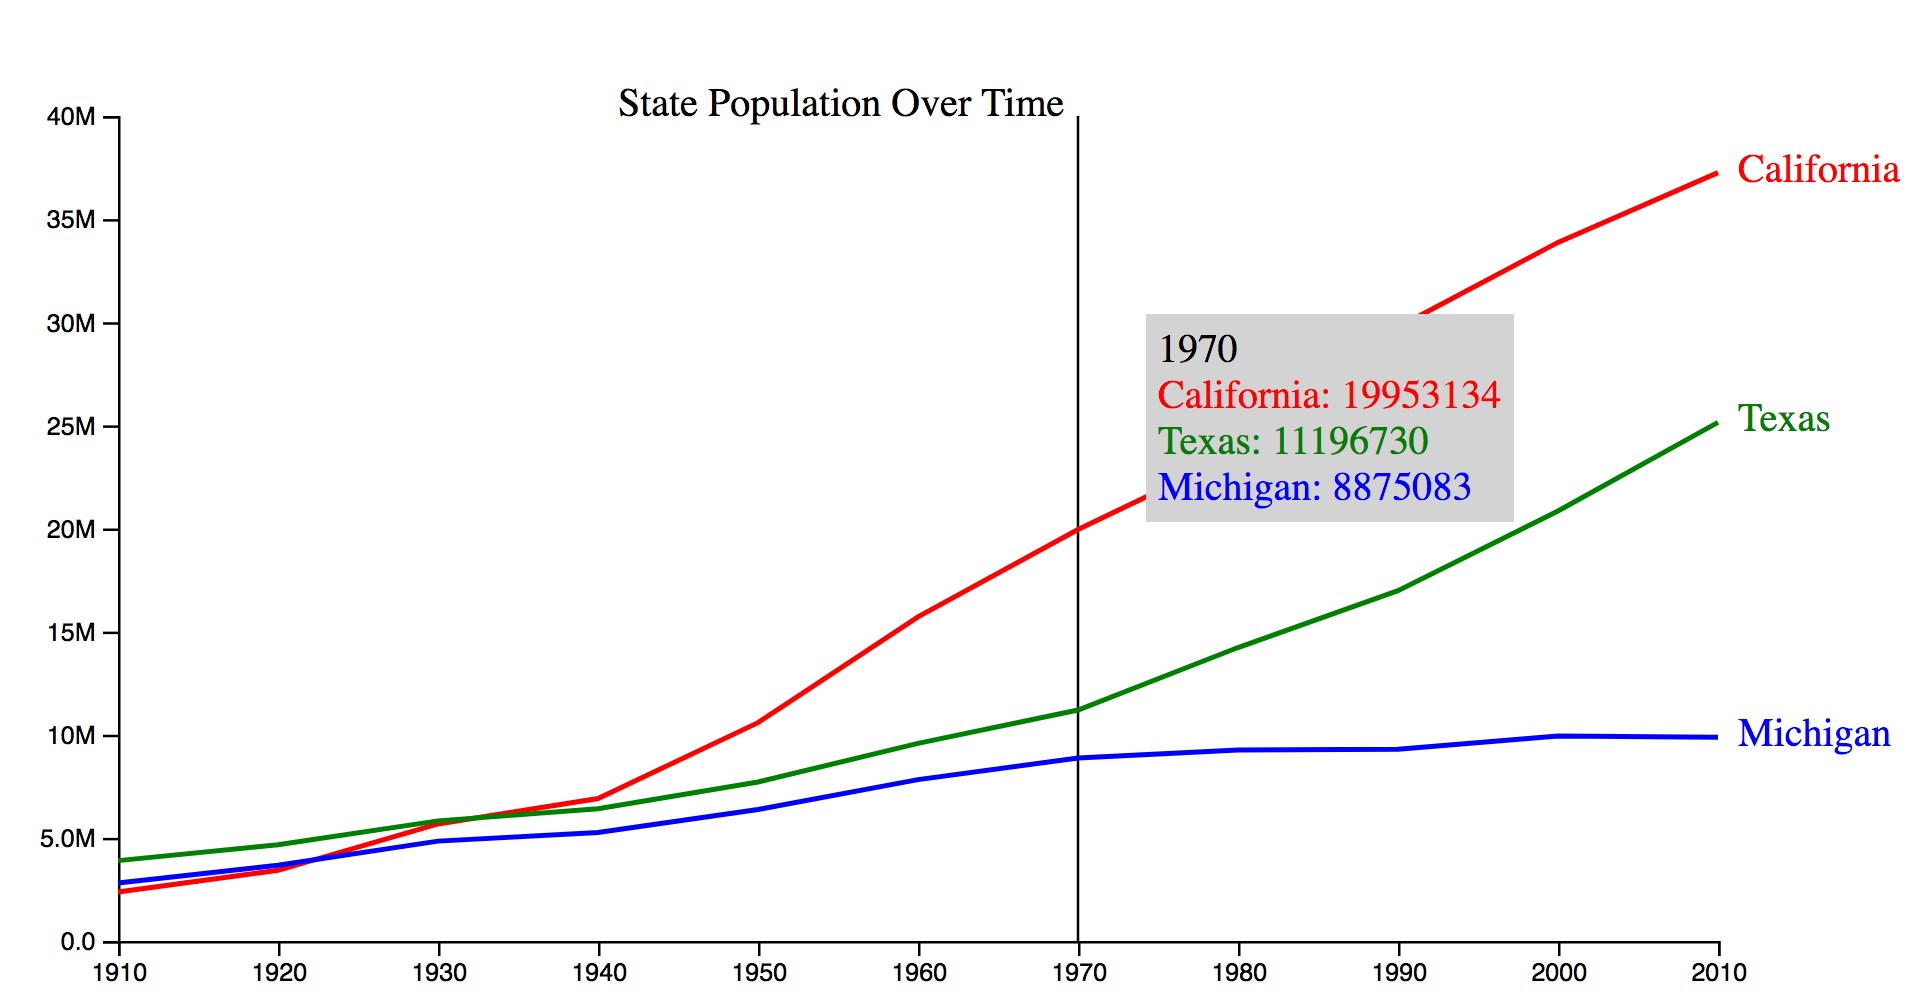 State Population Over Time
40M
35M
30M
25M
20M
15M
10M
5.0M
0.0
1910 1920 1930 1940 1950 1960 1970 1980 1990 2000 2010
California
Texas
Michigan
1970
California: 19953134
Texas: 11196730
Michigan: 8875083